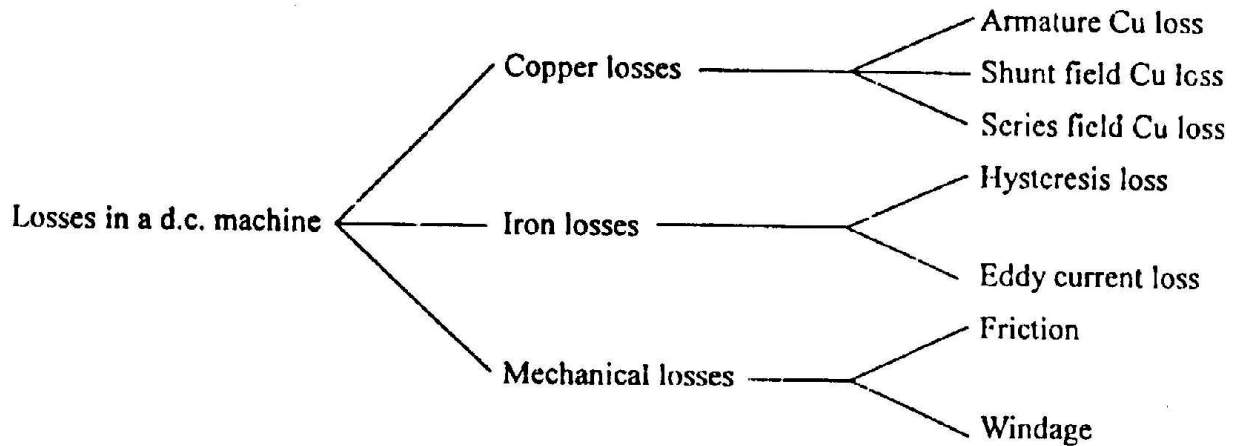 Armature Cu loss
Copper losses
Shunt field Cu loss
Series field Cu loss
Hysteresis loss
Losses in a d.c. machine
Iron losses
Eddy current loss
Friction
Mechanical losses
Windage